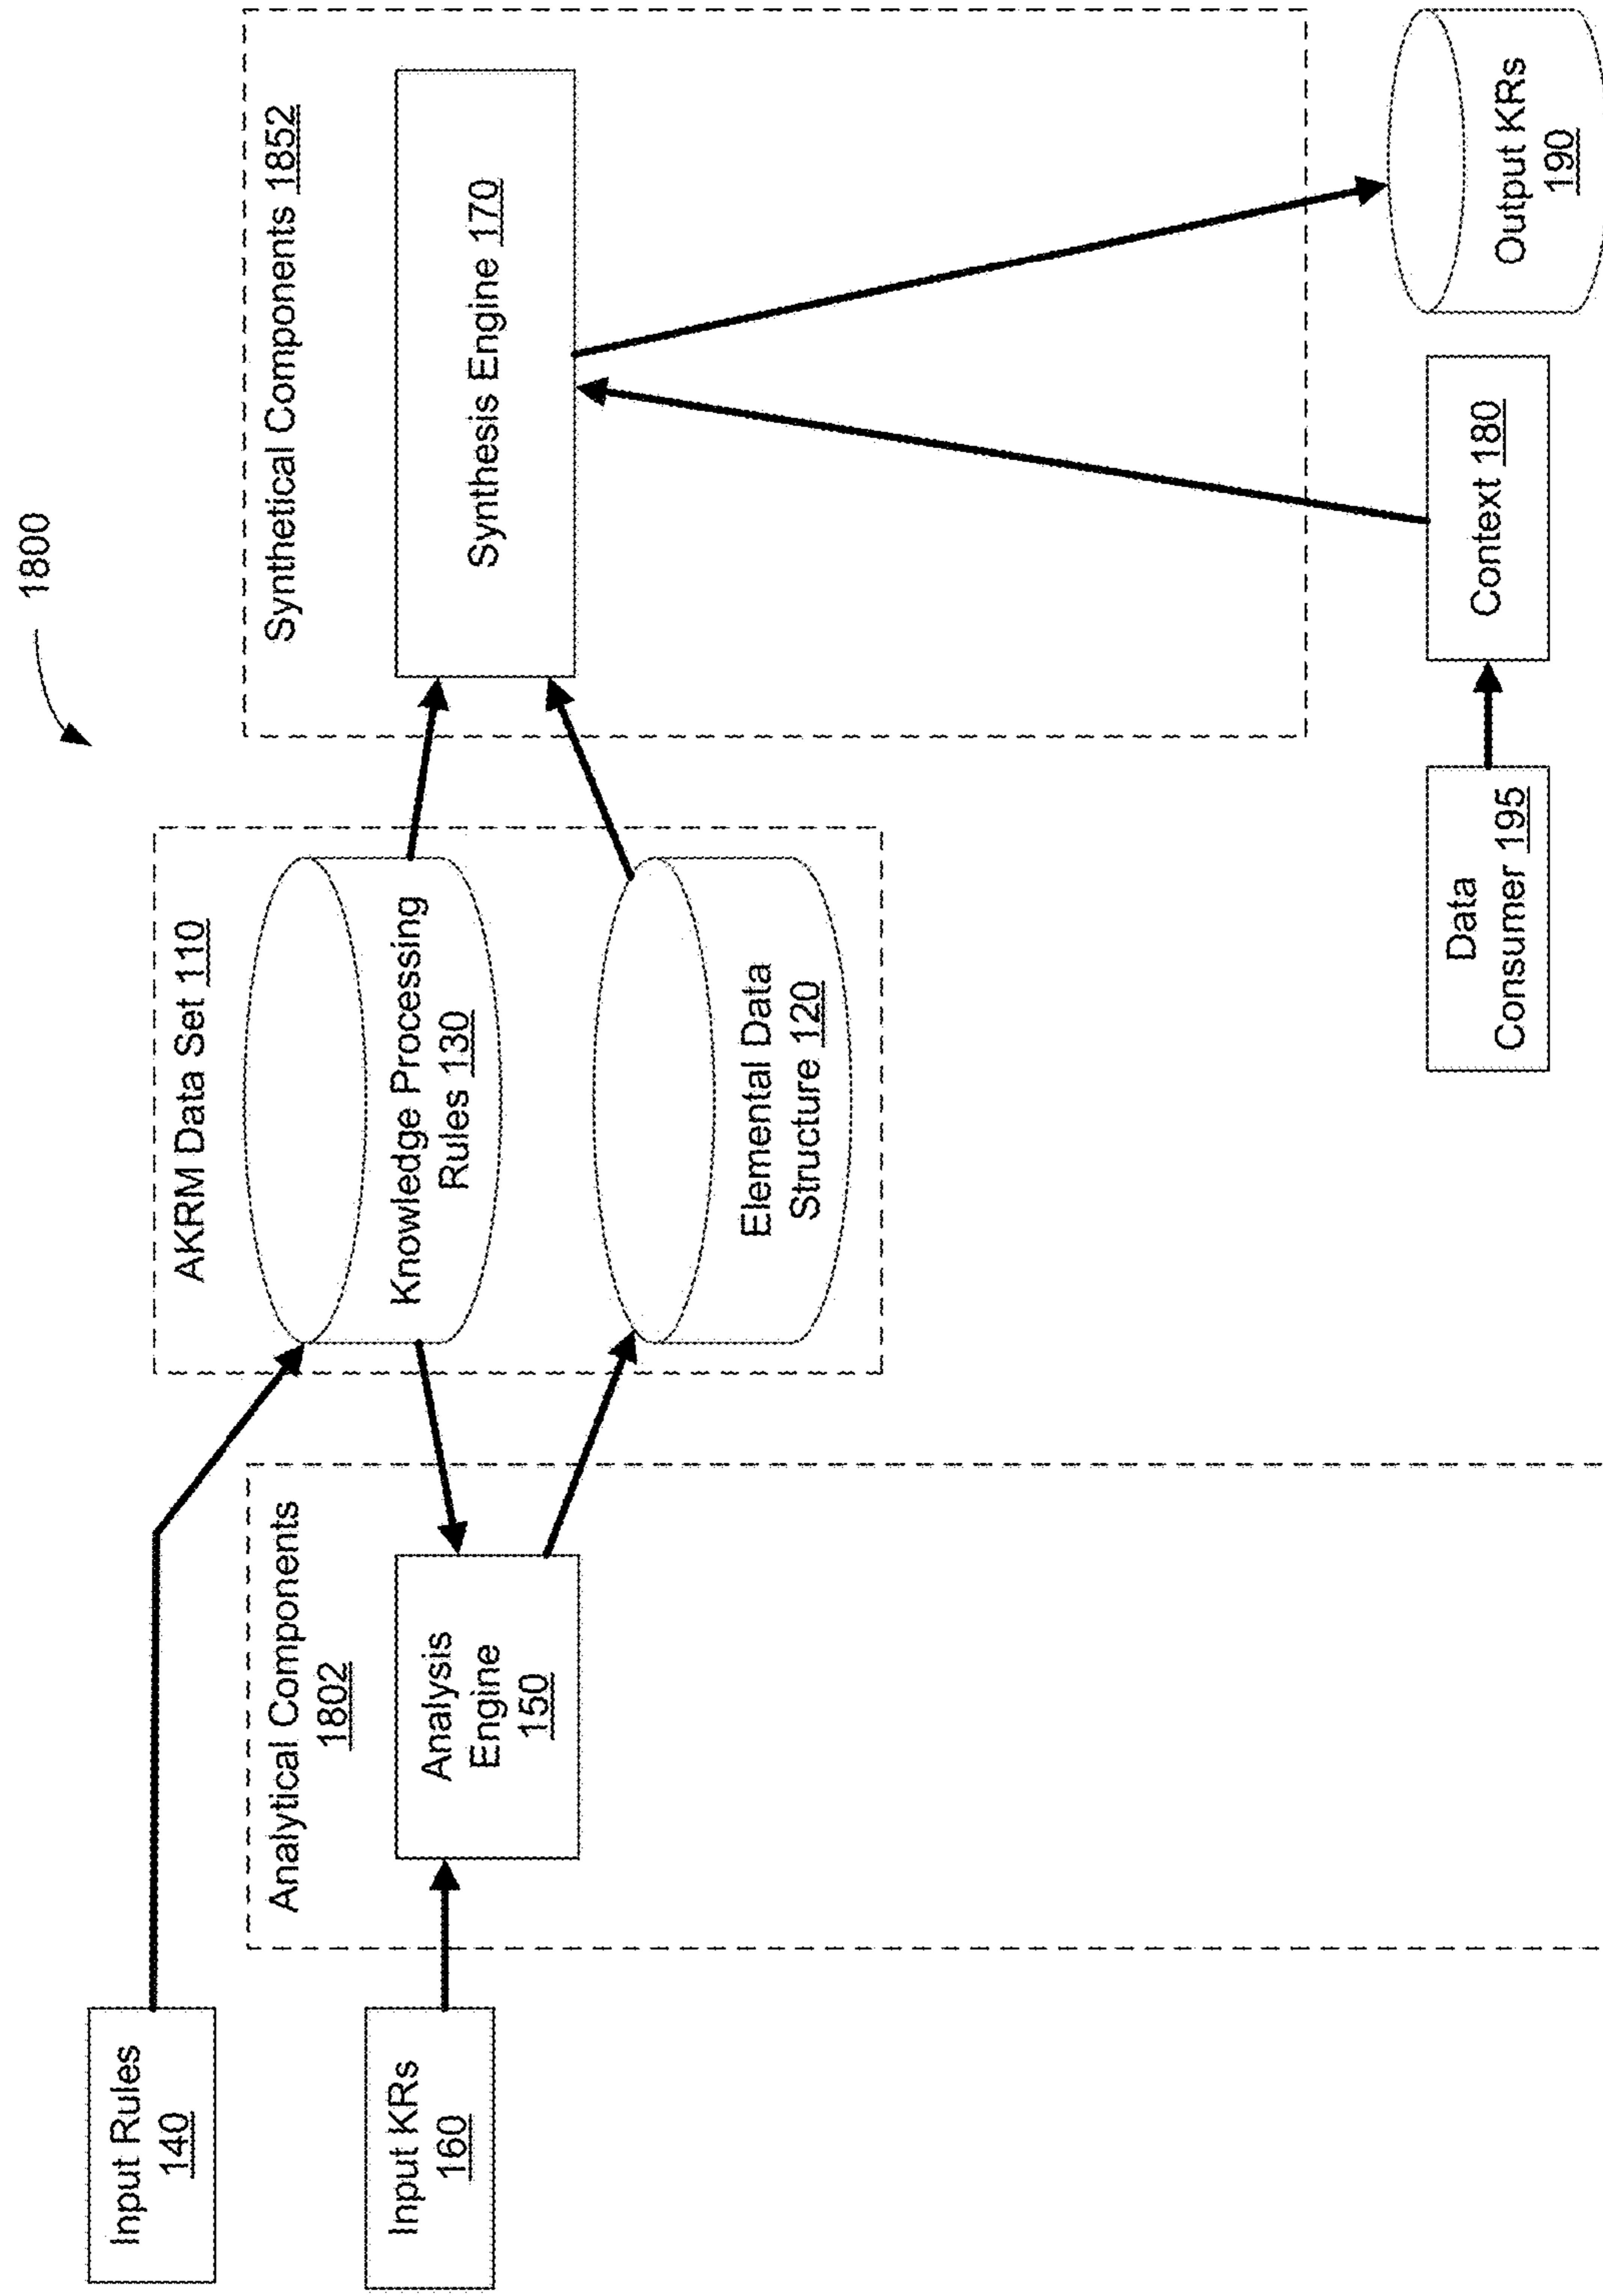 1800
Input Rules
140
Input KRs
160
Analytical Components
1802
Analysis
Engine
150
AKRM Data Set 110
Knowledge Processing
Rules 130
Elemental Data
Structure 120
Synthetical Components 1852
Synthesis Engine 170
Data
Consumer 195
Context 180
Output KRs
190